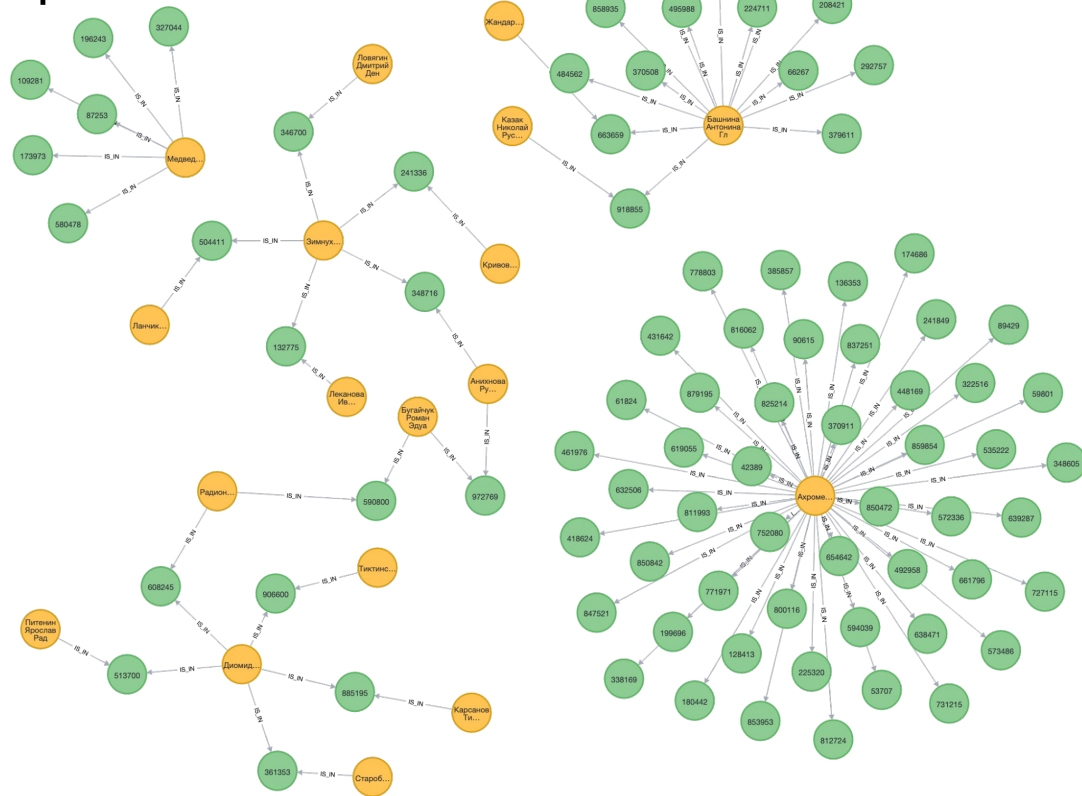 858935
495988
224711
208421
Жандар…
327044
196243
Ловягин
Дмитрий
Ден
IS_IN
109281
484562
370508
66267
292757
87253
346700
Казак
Николай
Рус…
663659
Башнина
Антонина
Гл
379611
173973
Медвед…
241336
580478
918855
504411
Зимнух…
Кривов…
348716
Ланчик…
132775
Леканова
Ив…
Анихнова
Ру…
Бугайчук
Роман
Эдуа
Радион…
590800
972769
608245
906600
Тиктинс…
Питенин
Ярослав
Рад
513700
Диомид…
885195
Карсанов
Ти…
361353
Староб…
174686
778803
385857
136353
431642
816062
90615
837251
241849
89429
61824
879195
825214
448169
322516
59801
370911
461976
619055
42389
859854
535222
348605
632506
Ахроме…
418624
811993
752080
850472
572336
639287
850842
654642
492958
661796
727115
847521
771971
800116
199696
594039
638471
573486
338169
128413
225320
53707
731215
180442
853953
812724